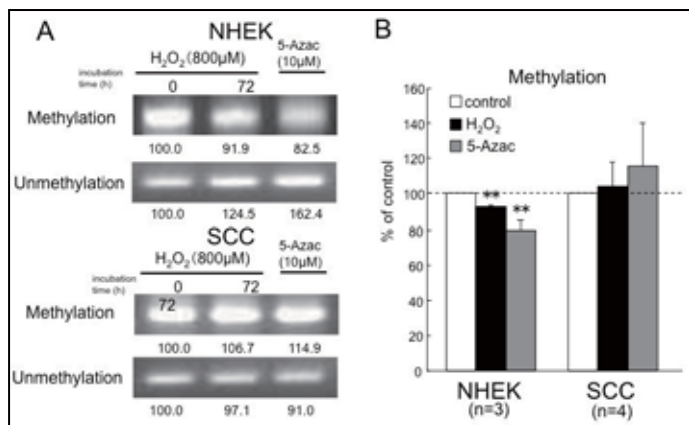 A
NHEK
H₂O₂(800μM)
5-Azac
(10μM)
incubation
time (h)
0
72
Methylation
100.0 91.9 82.5
Unmethylation
100.0 124.5 162.4
SCC
H₂O₂(800μM)
5-Azac
(10μM)
incubation
time (h)
0
72
Methylation
72
100.0 106.7 114.9
Unmethylation
100.0 97.1 91.0
B
Methylation
% of control
160
140
120
100
80
60
40
20
0
control
H₂O₂
5-Azac
**
**
NHEK
(n=3)
SCC
(n=4)